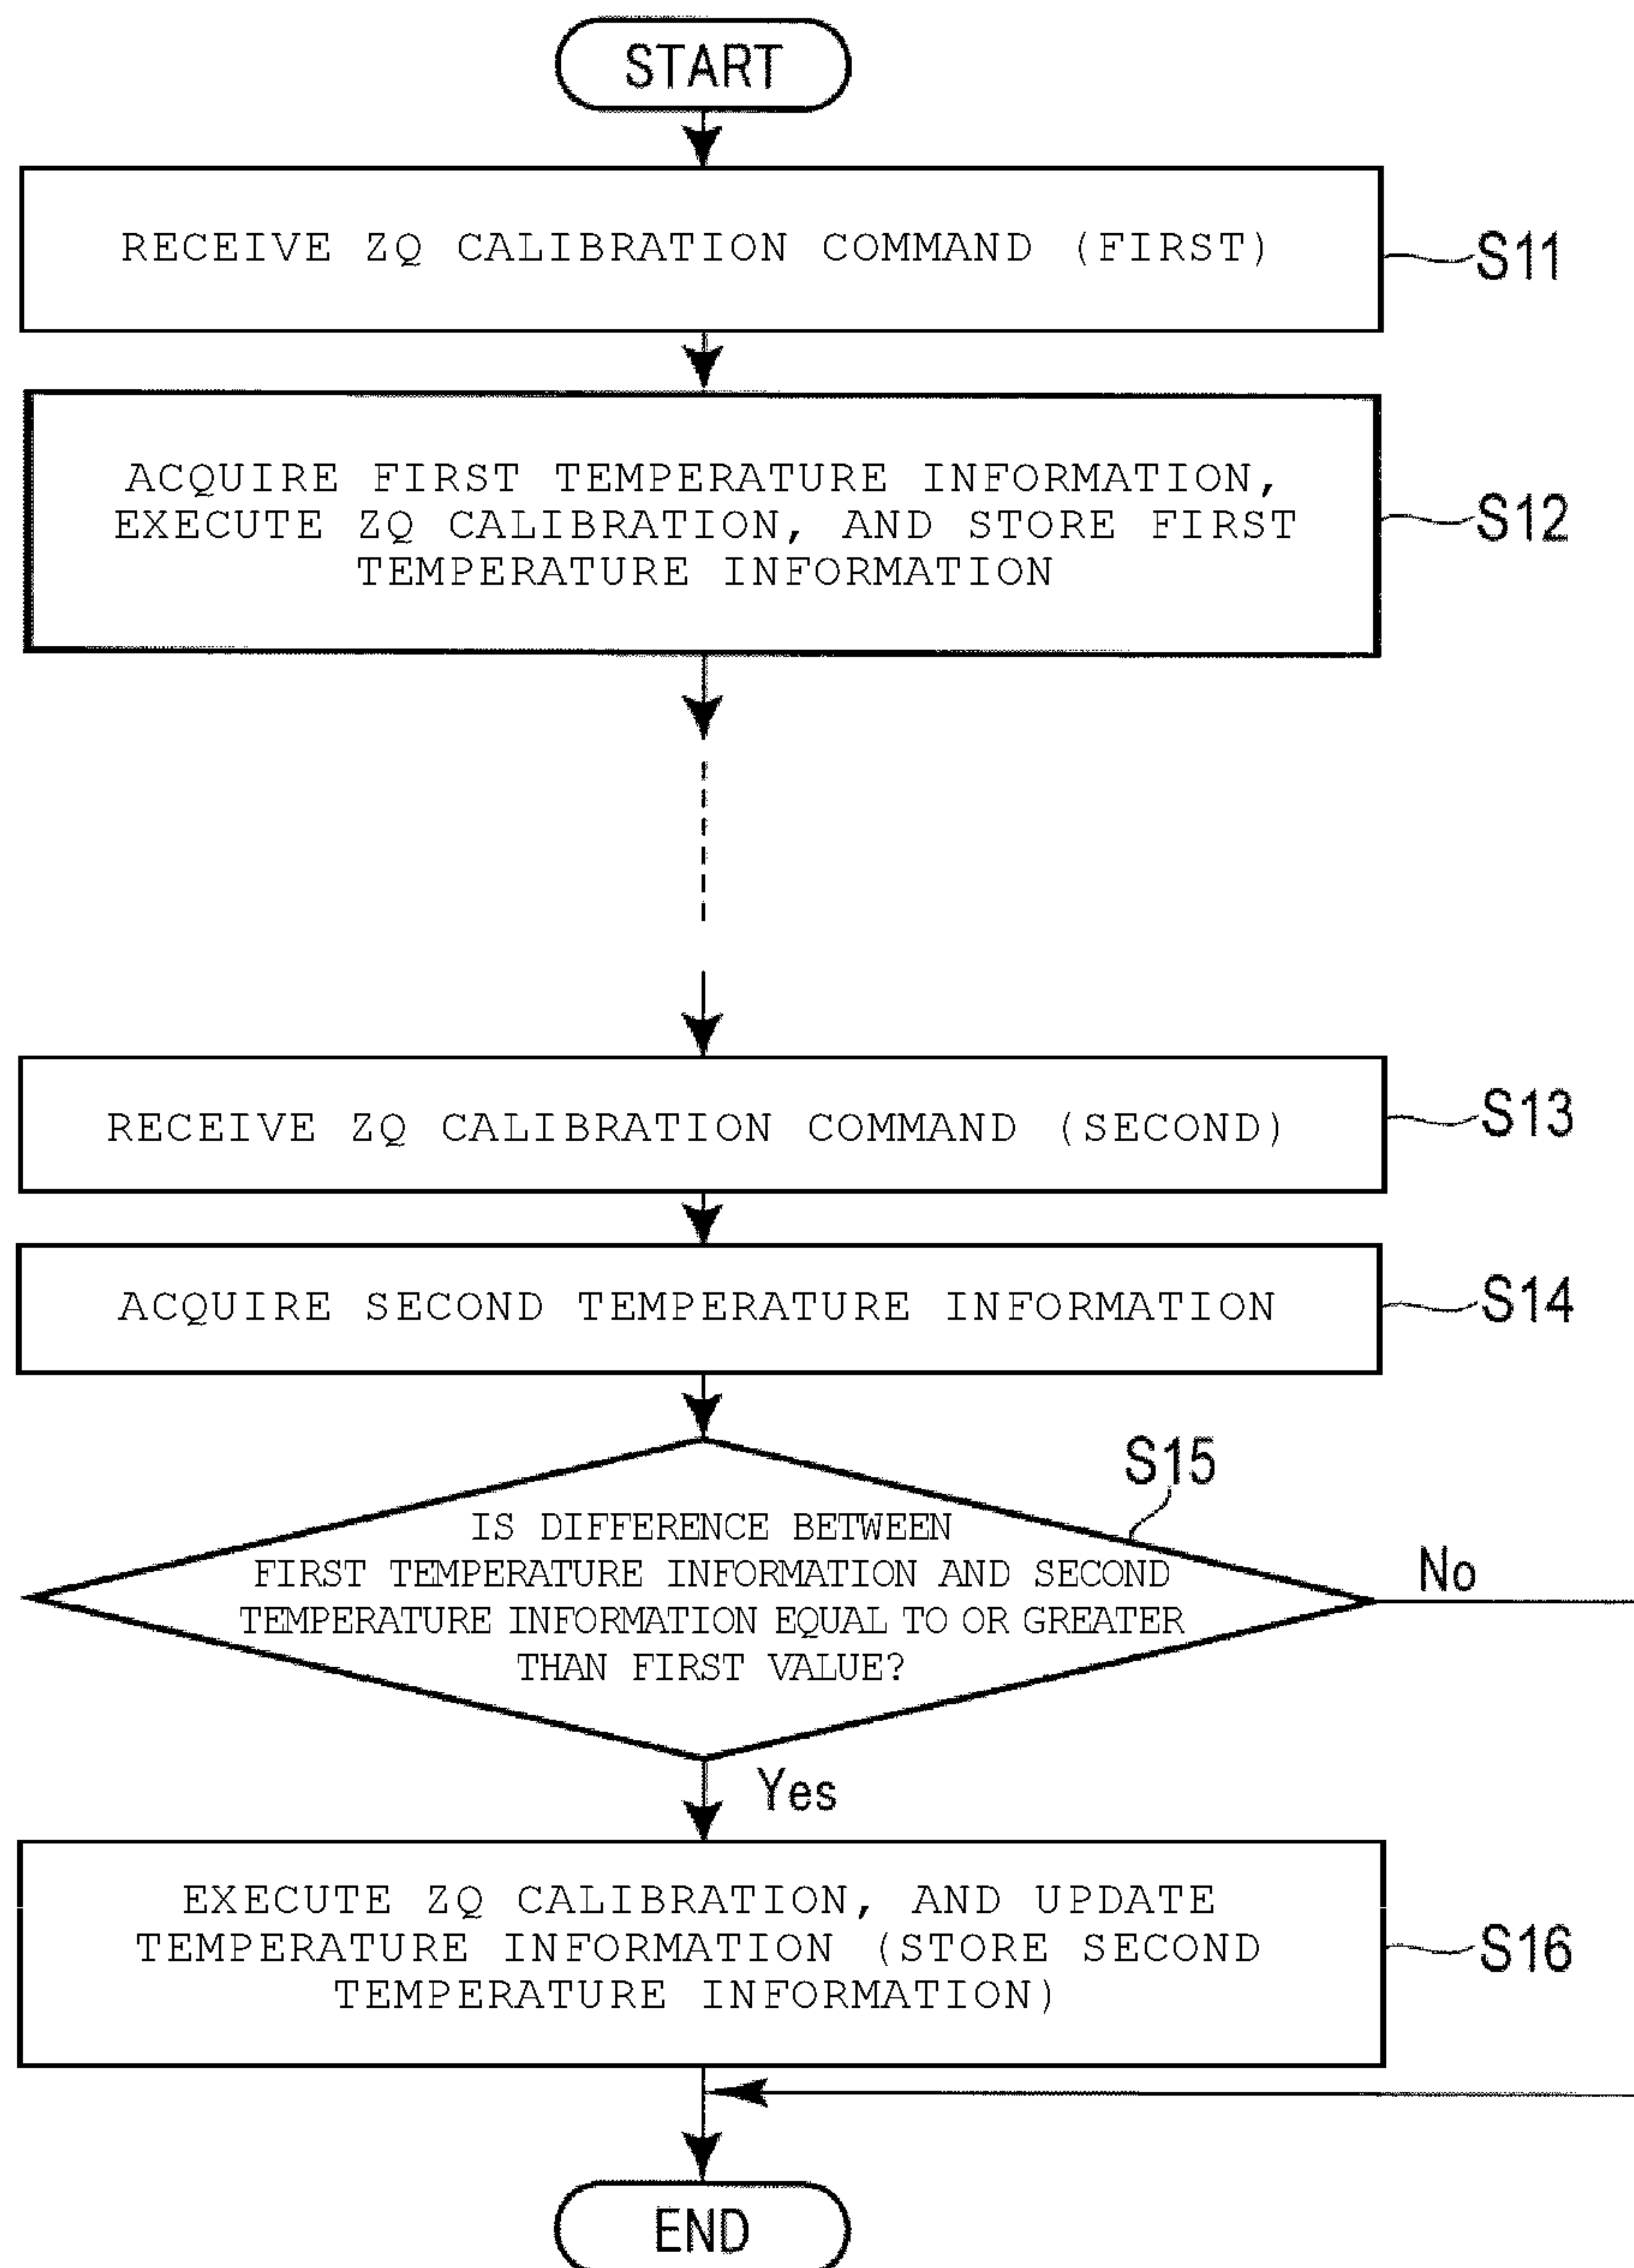 START
RECEIVE ZQ CALIBRATION COMMAND (FIRST)
S11
ACQUIRE FIRST TEMPERATURE INFORMATION,
EXECUTE ZQ CALIBRATION, AND STORE FIRST
TEMPERATURE INFORMATION
S12
RECEIVE ZQ CALIBRATION COMMAND (SECOND)
S13
ACQUIRE SECOND TEMPERATURE INFORMATION
S14
S15
IS DIFFERENCE BETWEEN
FIRST TEMPERATURE INFORMATION AND SECOND
TEMPERATURE INFORMATION EQUAL TO OR GREATER
THAN FIRST VALUE?
No
Yes
EXECUTE ZQ CALIBRATION, AND UPDATE
TEMPERATURE INFORMATION (STORE SECOND
TEMPERATURE INFORMATION)
S16
END